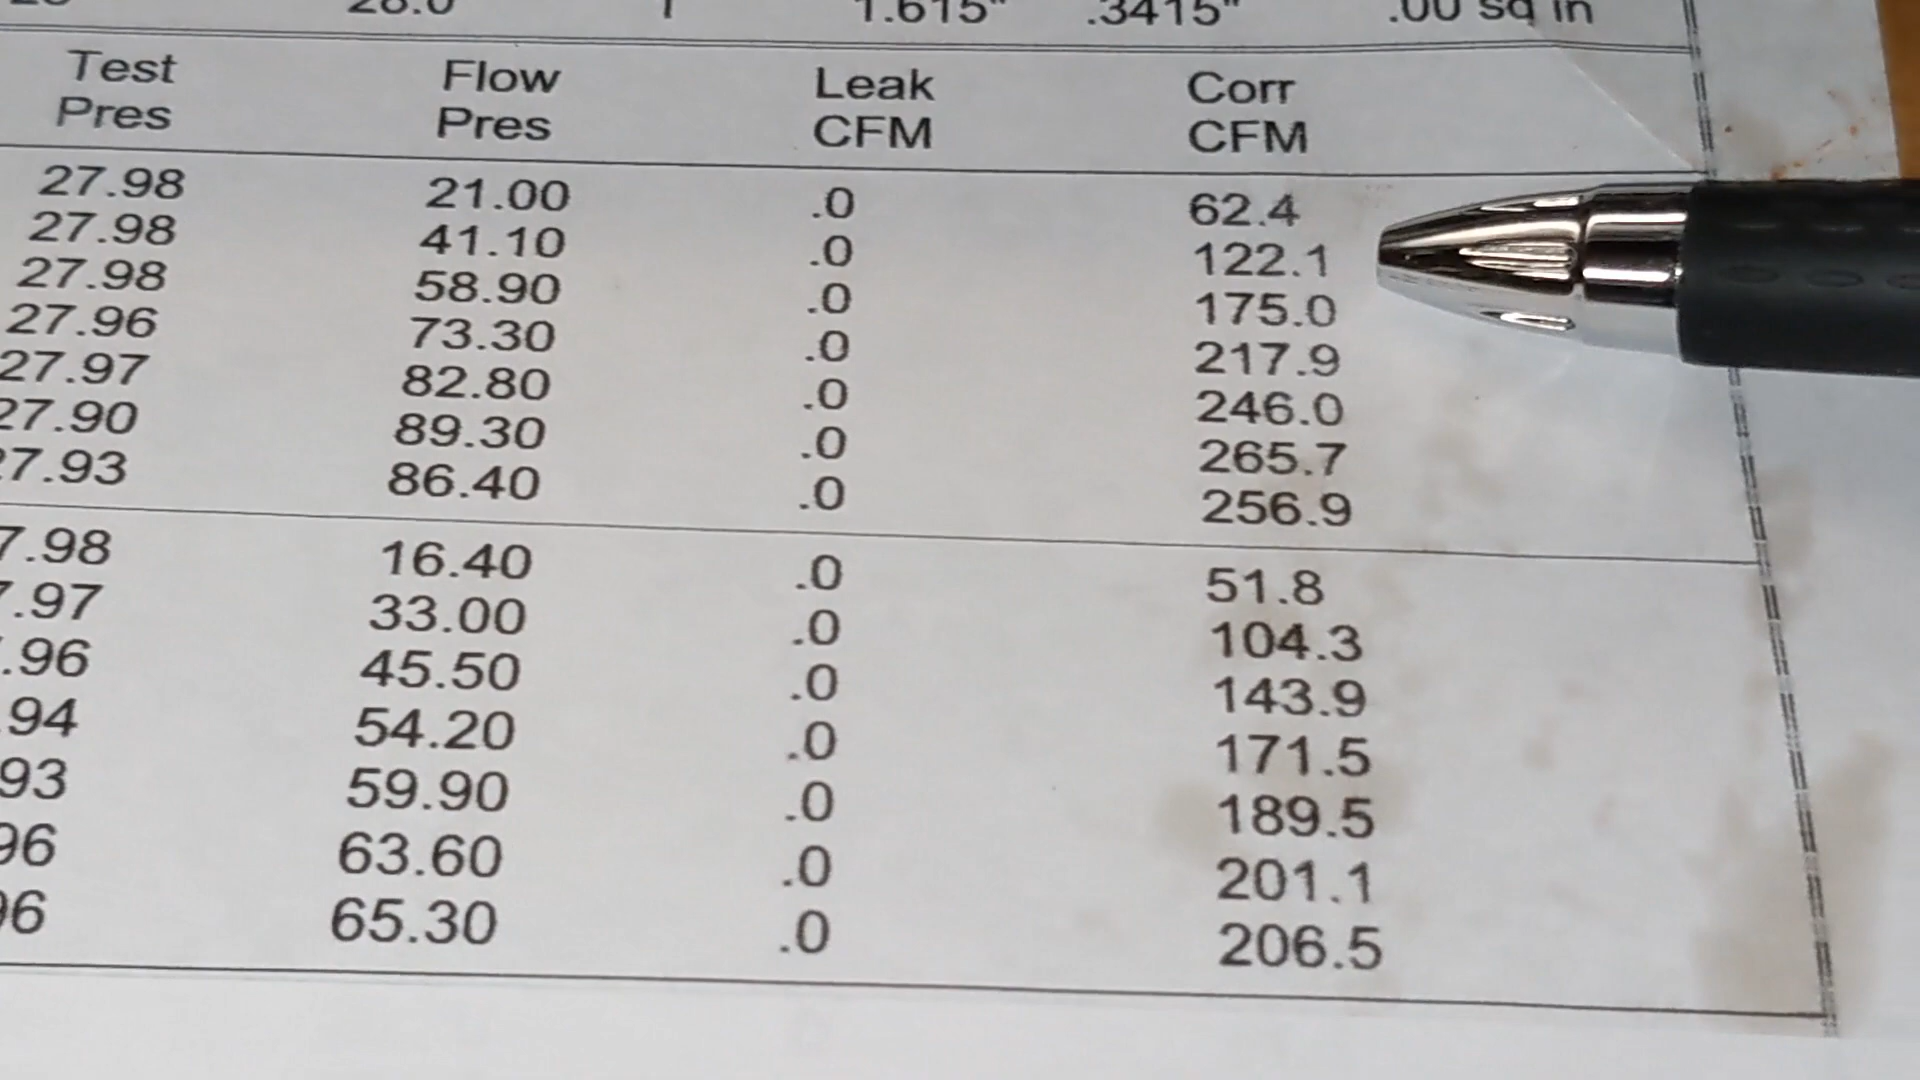 28.0 1 1.615" .3415" .00 sq in
Test Flow Leak Corr
Pres Pres CFM CFM
27.98 21.00 .0 62.4
27.98 41.10 .0 122.1
27.98 58.90 .0 175.0
27.96 73.30 .0 217.9
27.97 82.80 .0 246.0
27.90 89.30 .0 265.7
27.93 86.40 .0 256.9
7.98 16.40 .0 51.8
7.97 33.00 .0 104.3
.96 45.50 .0 143.9
.94 54.20 .0 171.5
93 59.90 .0 189.5
96 63.60 .0 201.1
96 65.30 .0 206.5